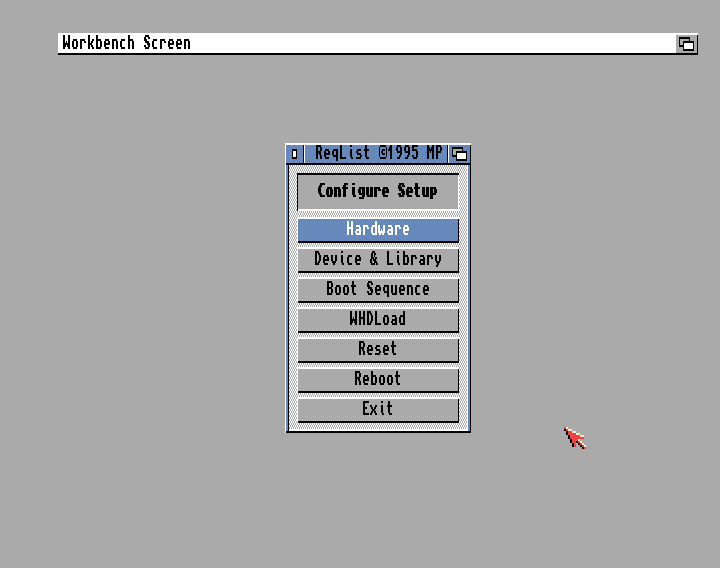 Workbench Screen
ReqList ©1995 MP
Configure Setup
Hardware
Device & Library
Boot Sequence
WHDLoad
Reset
Reboot
Exit